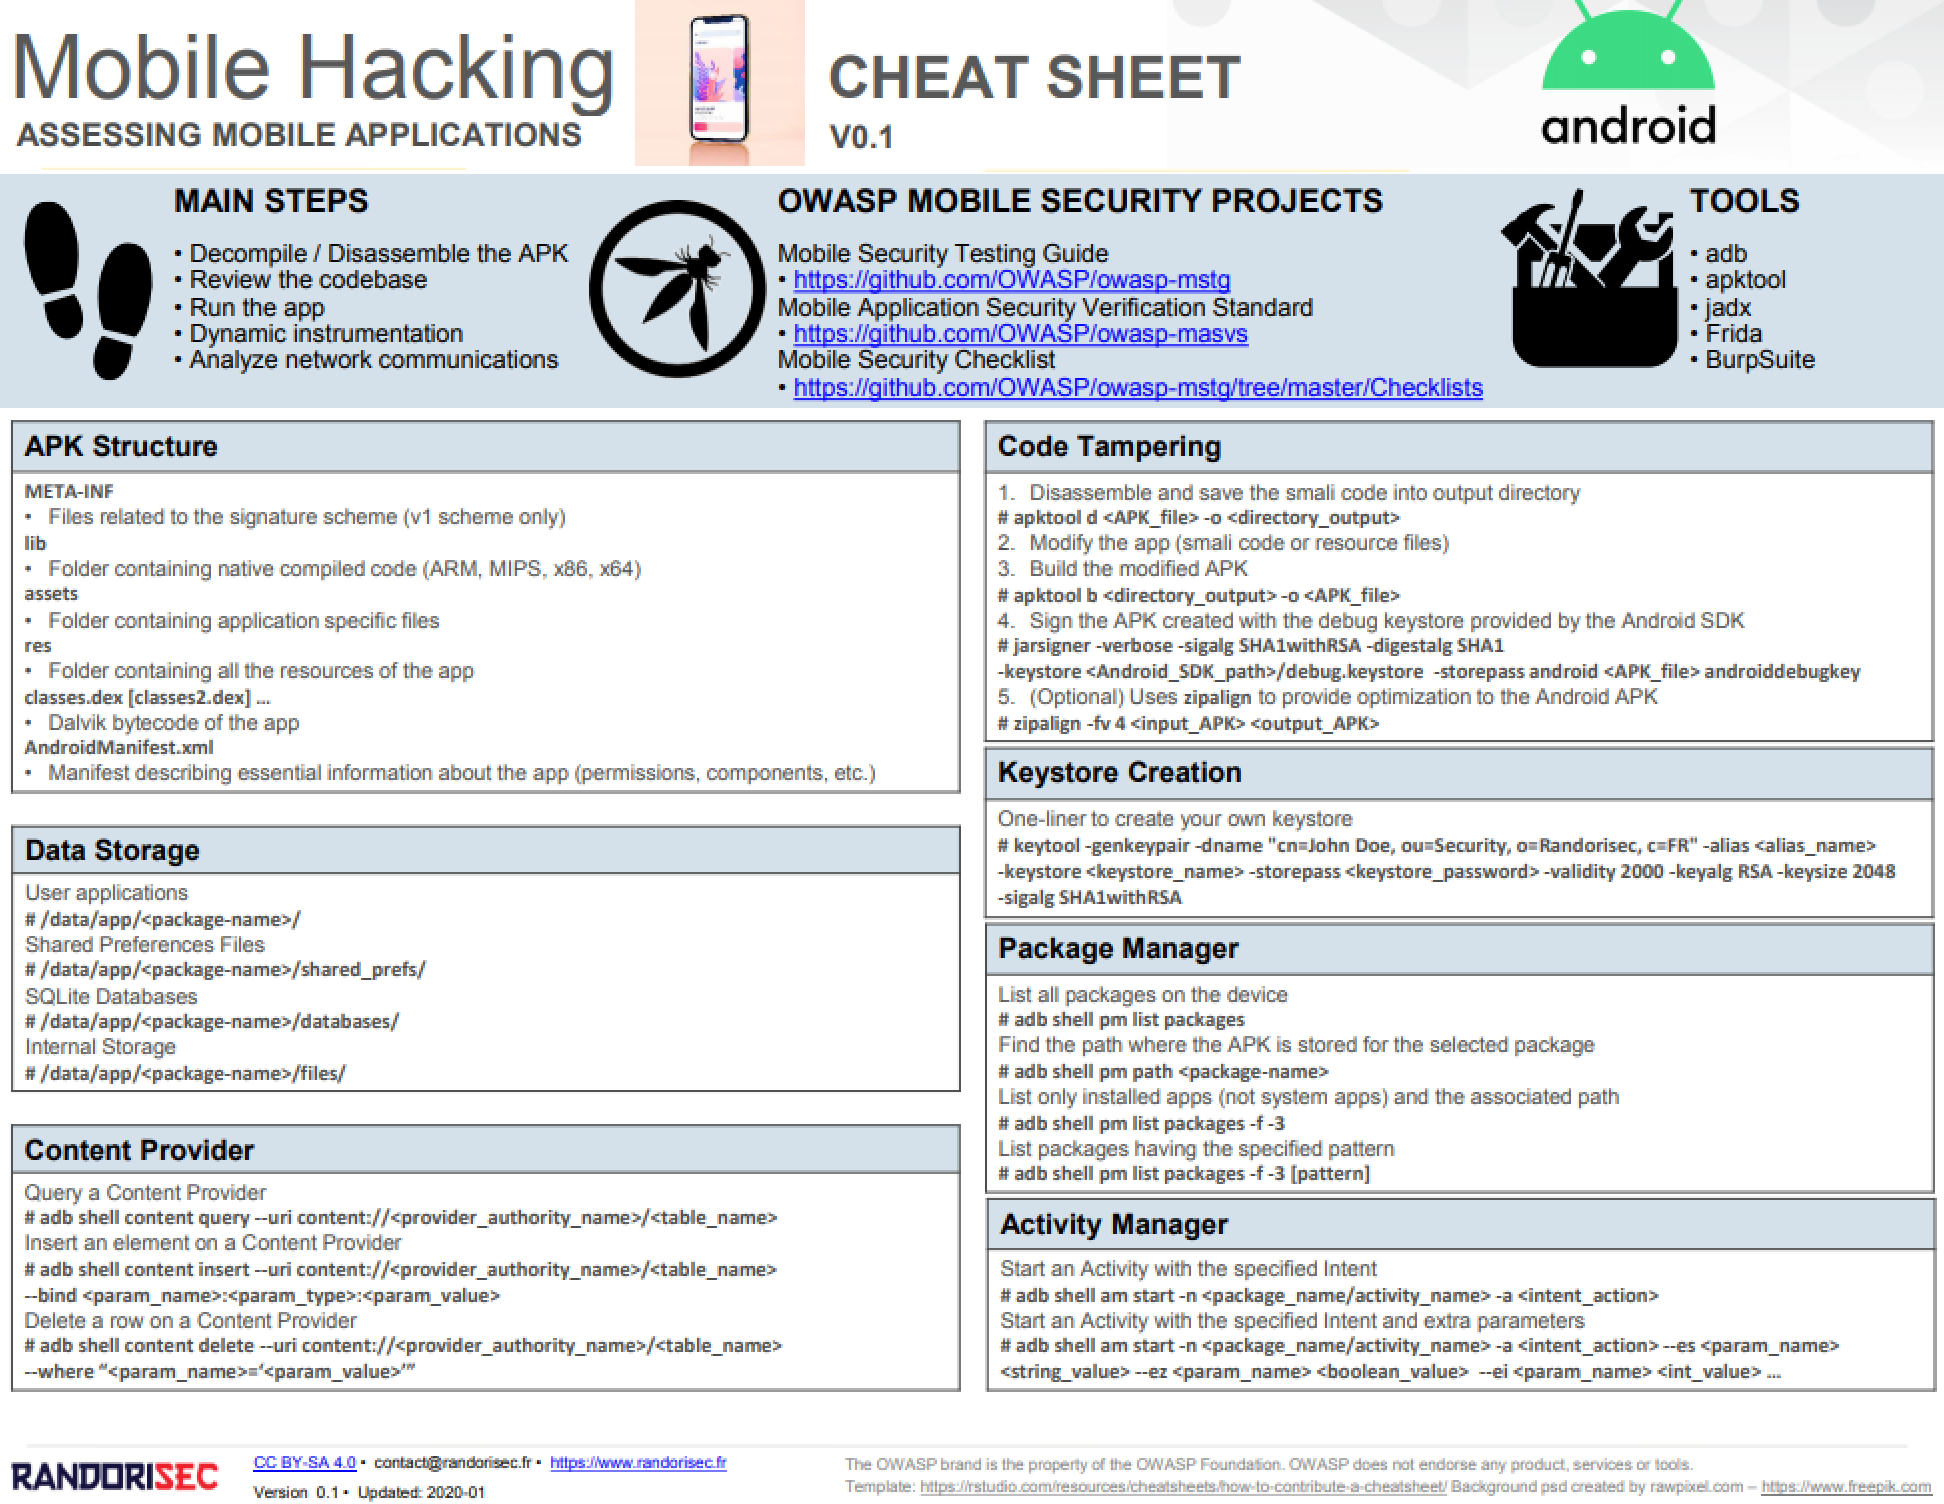 Mobile Hacking
ASSESSING MOBILE APPLICATIONS
CHEAT SHEET
V0.1
android
MAIN STEPS
• Decompile / Disassemble the APK
• Review the codebase
• Run the app
• Dynamic instrumentation
• Analyze network communications
OWASP MOBILE SECURITY PROJECTS
Mobile Security Testing Guide
• https://github.com/OWASP/owasp-mstg
Mobile Application Security Verification Standard
• https://github.com/OWASP/owasp-masvs
Mobile Security Checklist
• https://github.com/OWASP/owasp-mstg/tree/master/Checklists
TOOLS
• adb
• apktool
• jadx
• Frida
• BurpSuite
APK Structure
META-INF
• Files related to the signature scheme (v1 scheme only)
lib
• Folder containing native compiled code (ARM, MIPS, x86, x64)
assets
• Folder containing application specific files
res
• Folder containing all the resources of the app
classes.dex [classes2.dex] ...
• Dalvik bytecode of the app
AndroidManifest.xml
• Manifest describing essential information about the app (permissions, components, etc.)
Data Storage
User applications
# /data/app/<package-name>/
Shared Preferences Files
# /data/app/<package-name>/shared_prefs/
SQLite Databases
# /data/app/<package-name>/databases/
Internal Storage
# /data/app/<package-name>/files/
Content Provider
Query a Content Provider
# adb shell content query --uri content://<provider_authority_name>/<table_name>
Insert an element on a Content Provider
# adb shell content insert --uri content://<provider_authority_name>/<table_name>
--bind <param_name>:<param_type>:<param_value>
Delete a row on a Content Provider
# adb shell content delete --uri content://<provider_authority_name>/<table_name>
--where “<param_name>=‘<param_value>’”
Code Tampering
1. Disassemble and save the smali code into output directory
# apktool d <APK_file> -o <directory_output>
2. Modify the app (smali code or resource files)
3. Build the modified APK
# apktool b <directory_output> -o <APK_file>
4. Sign the APK created with the debug keystore provided by the Android SDK
# jarsigner -verbose -sigalg SHA1withRSA -digestalg SHA1
-keystore <Android_SDK_path>/debug.keystore -storepass android <APK_file> androiddebugkey
5. (Optional) Uses zipalign to provide optimization to the Android APK
# zipalign -fv 4 <input_APK> <output_APK>
Keystore Creation
One-liner to create your own keystore
# keytool -genkeypair -dname "cn=John Doe, ou=Security, o=Randorisec, c=FR" -alias <alias_name>
-keystore <keystore_name> -storepass <keystore_password> -validity 2000 -keyalg RSA -keysize 2048
-sigalg SHA1withRSA
Package Manager
List all packages on the device
# adb shell pm list packages
Find the path where the APK is stored for the selected package
# adb shell pm path <package-name>
List only installed apps (not system apps) and the associated path
# adb shell pm list packages -f -3
List packages having the specified pattern
# adb shell pm list packages -f -3 [pattern]
Activity Manager
Start an Activity with the specified Intent
# adb shell am start -n <package_name/activity_name> -a <intent_action>
Start an Activity with the specified Intent and extra parameters
# adb shell am start -n <package_name/activity_name> -a <intent_action> --es <param_name>
<string_value> --ez <param_name> <boolean_value> --ei <param_name> <int_value> ...
RANDORISEC
CC BY-SA 4.0 • contact@randorisec.fr • https://www.randorisec.fr
Version 0.1 • Updated: 2020-01
The OWASP brand is the property of the OWASP Foundation. OWASP does not endorse any product, services or tools.
Template: https://rstudio.com/resources/cheatsheets/how-to-contribute-a-cheatsheet/ Background psd created by rawpixel.com – https://www.freepik.com